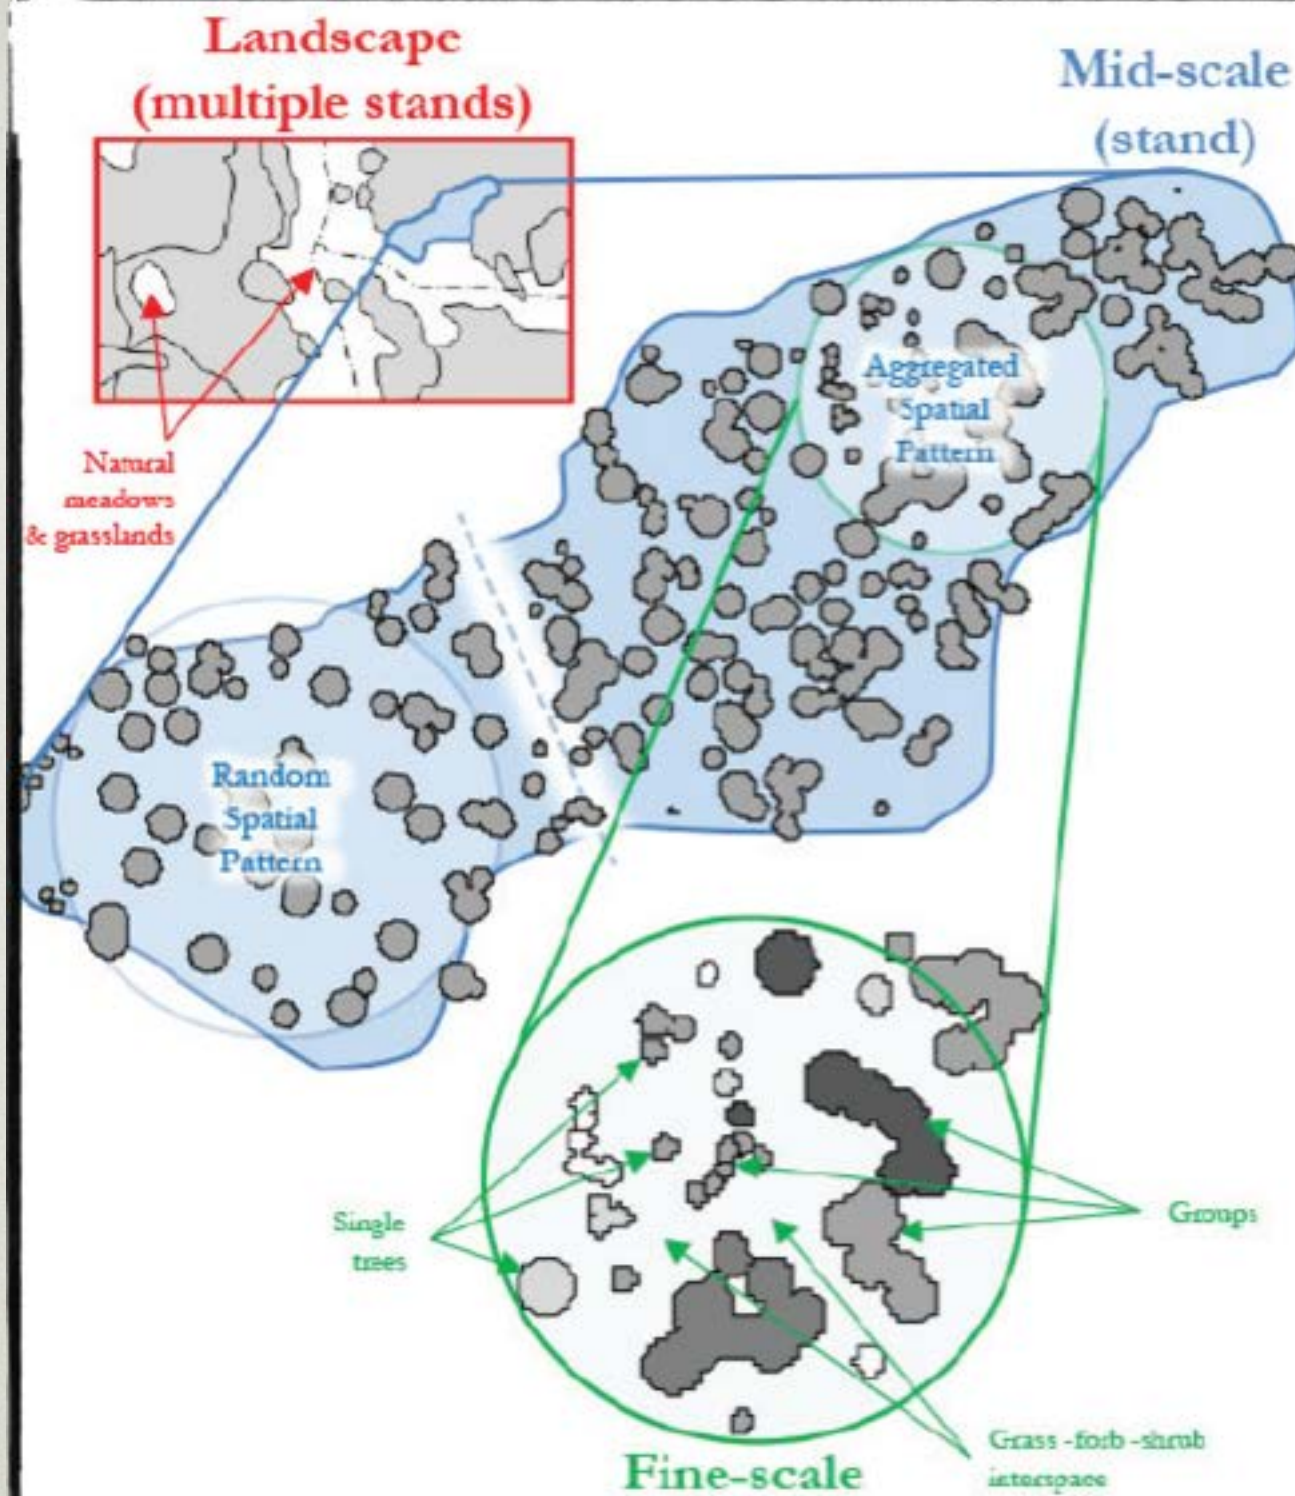 Landscape
(multiple stands)
Mid-scale
(stand)
Natural
meadows
& grasslands
Aggregated
Spatial
Pattern
Random
Spatial
Pattern
Single
trees
Groups
Grass -forb -shrub
interspace
Fine-scale